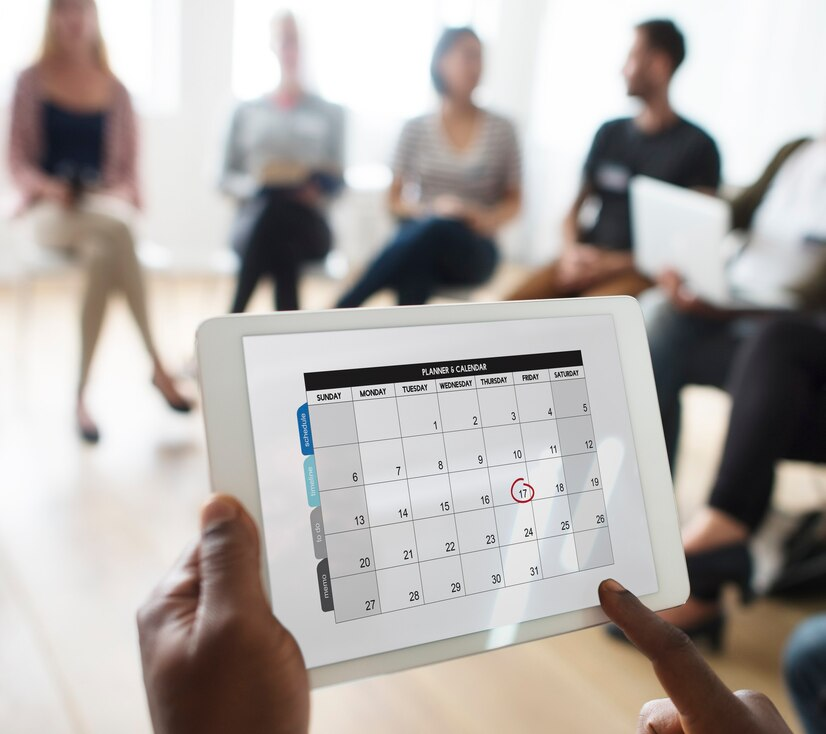 PLANNER & CALENDAR
SUNDAY MONDAY TUESDAY WEDNESDAY THURSDAY FRIDAY SATURDAY
1 2 3 4 5
6 7 8 9 10 11 12
13 14 15 16 17 18 19
20 21 22 23 24 25 26
27 28 29 30 31
schedule
timeline
to do
memo